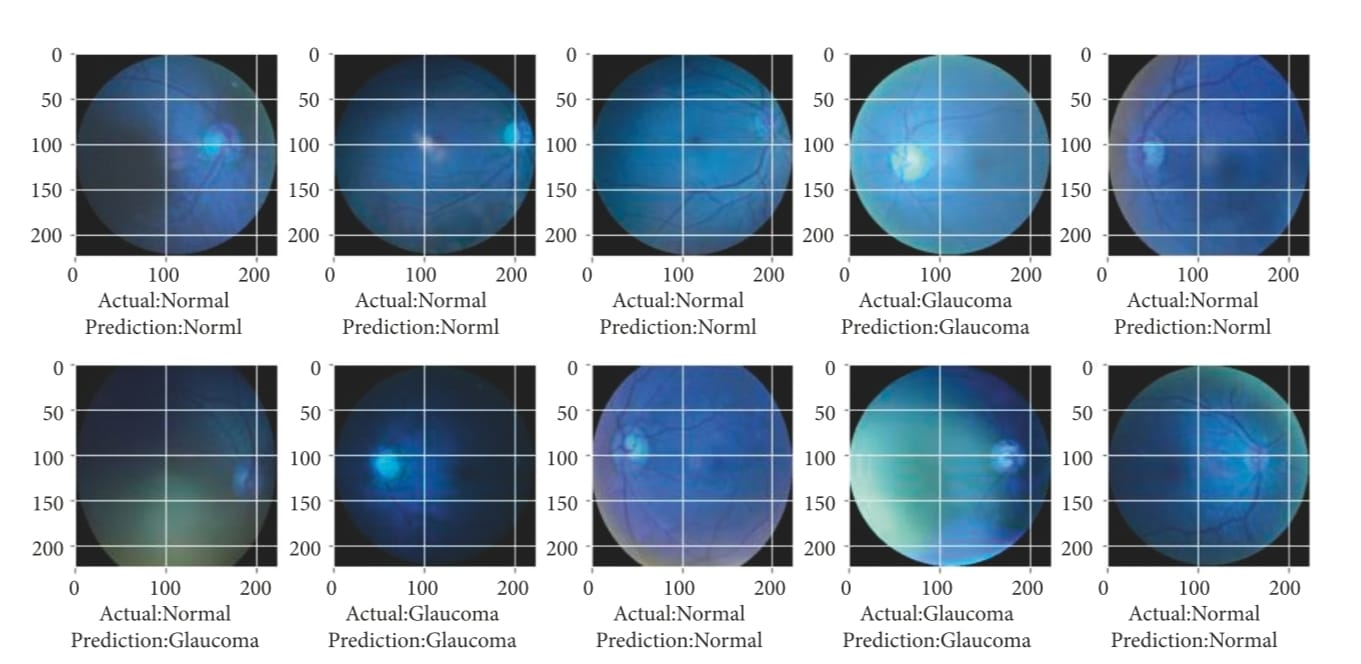 0 0 0 0 0
50 50 50 50 50
100 100 100 100 100
150 150 150 150 150
200 200 200 200 200
0 100 200 0 100 200 0 100 200 0 100 200 0 100 200
Actual:Normal Actual:Normal Actual:Normal Actual:Glaucoma Actual:Normal
Prediction:Norml Prediction:Norml Prediction:Norml Prediction:Glaucoma Prediction:Norml
0 0 0 0 0
50 50 50 50 50
100 100 100 100 100
150 150 150 150 150
200 200 200 200 200
0 100 200 0 100 200 0 100 200 0 100 200 0 100 200
Actual:Normal Actual:Glaucoma Actual:Normal Actual:Glaucoma Actual:Normal
Prediction:Glaucoma Prediction:Glaucoma Prediction:Normal Prediction:Glaucoma Prediction:Normal